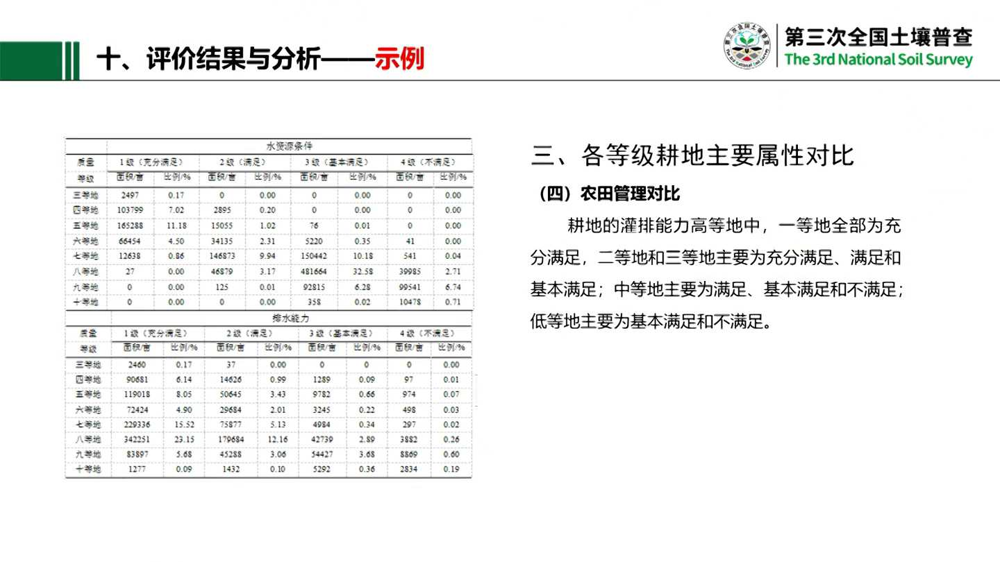 十、评价结果与分析——示例
第三次全国土壤普查
The 3rd National Soil Survey
水资源条件
质量 1级（充分满足） 2级（满足） 3级（基本满足） 4级（不满足）
等级 面积/亩 比例/% 面积/亩 比例/% 面积/亩 比例/% 面积/亩 比例/%
三等地 2497 0.17 0 0.00 0 0.00 0 0.00
四等地 103799 7.02 2895 0.20 0 0.00 0 0.00
五等地 165288 11.18 15055 1.02 76 0.01 0 0.00
六等地 66454 4.50 34135 2.31 5220 0.35 41 0.00
七等地 12638 0.86 146873 9.94 150442 10.18 541 0.04
八等地 27 0.00 46879 3.17 481664 32.58 39985 2.71
九等地 0 0.00 125 0.01 92815 6.28 99541 6.74
十等地 0 0.00 0 0.00 358 0.02 10478 0.71
排水能力
质量 1级（充分满足） 2级（满足） 3级（基本满足） 4级（不满足）
等级 面积/亩 比例/% 面积/亩 比例/% 面积/亩 比例/% 面积/亩 比例/%
三等地 2460 0.17 37 0.00 0 0 0 0.00
四等地 90681 6.14 14626 0.99 1289 0.09 97 0.01
五等地 119018 8.05 50645 3.43 9782 0.66 974 0.07
六等地 72424 4.90 29684 2.01 3245 0.22 498 0.03
七等地 229336 15.52 75877 5.13 4984 0.34 297 0.02
八等地 342251 23.15 179684 12.16 42739 2.89 3882 0.26
九等地 83897 5.68 45288 3.06 54427 3.68 8869 0.60
十等地 1277 0.09 1432 0.10 5292 0.36 2834 0.19
三、各等级耕地主要属性对比
（四）农田管理对比
耕地的灌排能力高等地中，一等地全部为充
分满足，二等地和三等地主要为充分满足、满足和
基本满足；中等地主要为满足、基本满足和不满足；
低等地主要为基本满足和不满足。